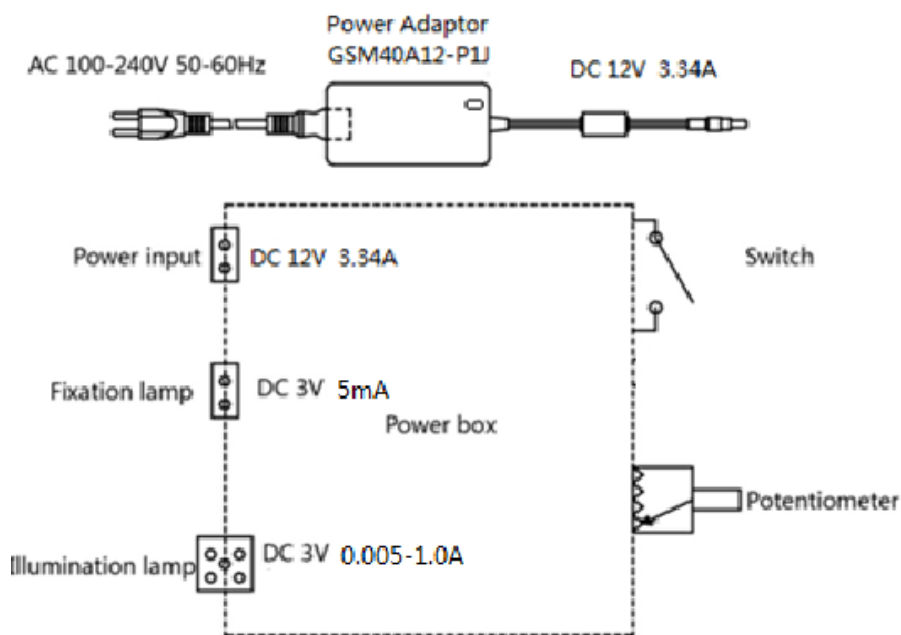 Power Adaptor
GSM40A12-P1J
AC 100-240V 50-60Hz
DC 12V 3.34A
Power input
DC 12V 3.34A
Switch
Fixation lamp
DC 3V 5mA
Power box
Potentiometer
Illumination lamp
DC 3V 0.005-1.0A